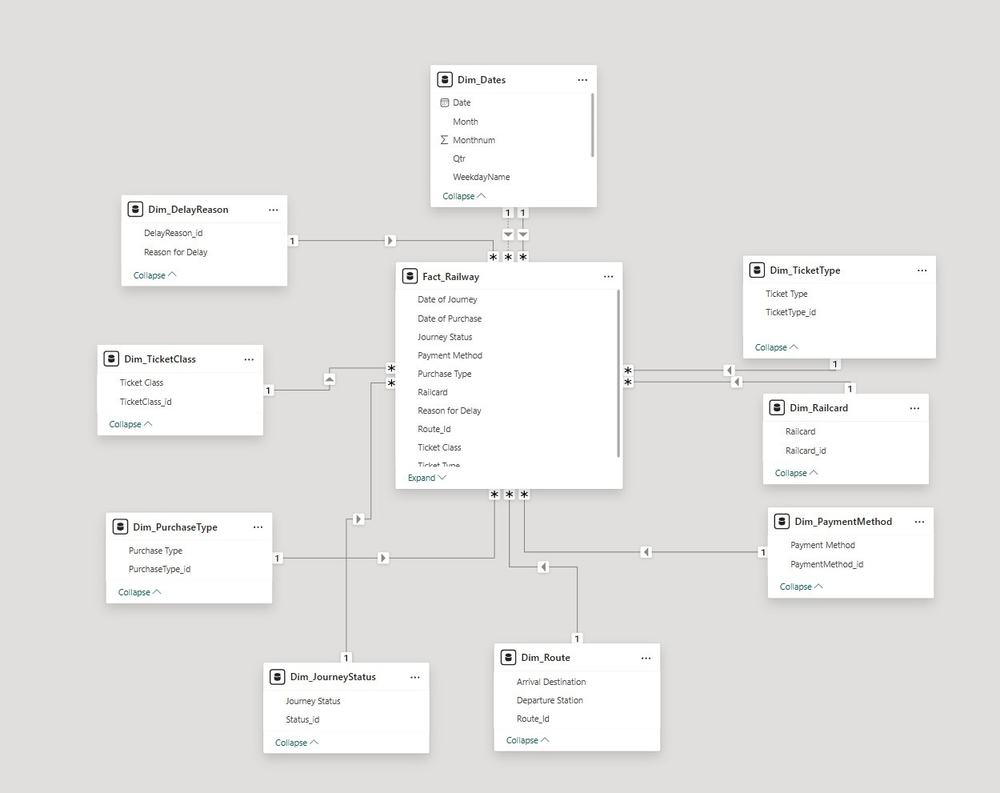 Dim_Dates
Date
Month
Monthnum
Qtr
WeekdayName
Collapse
1 1
Dim_DelayReason
DelayReason_id
Reason for Delay
Collapse
1
* * *
Fact_Railway
Date of Journey
Date of Purchase
Journey Status
Payment Method
Purchase Type
Railcard
Reason for Delay
Route_Id
Ticket Class
Ticket Type
Expand
* *
* *
* * *
Dim_TicketType
Ticket Type
TicketType_id
Collapse
1
Dim_TicketClass
Ticket Class
TicketClass_id
Collapse
1
1
Dim_Railcard
Railcard
Railcard_id
Collapse
Dim_PurchaseType
Purchase Type
PurchaseType_id
Collapse
1
Dim_PaymentMethod
Payment Method
PaymentMethod_id
Collapse
1
1
Dim_JourneyStatus
Journey Status
Status_id
Collapse
1
Dim_Route
Arrival Destination
Departure Station
Route_Id
Collapse